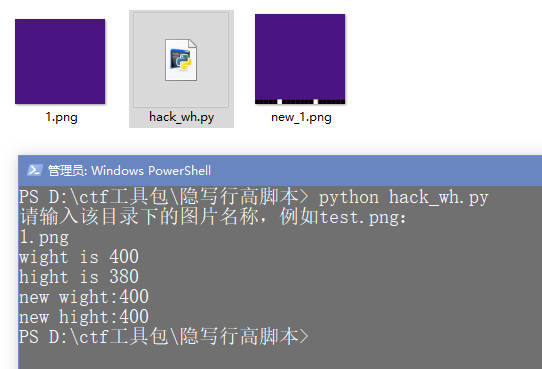 1.png
hack_wh.py
new_1.png
管理员: Windows PowerShell
PS D:\ctf工具包\隐写行高脚本> python hack_wh.py
请输入该目录下的图片名称，例如test.png：
1.png
wight is 400
hight is 380
new wight:400
new hight:400
PS D:\ctf工具包\隐写行高脚本>